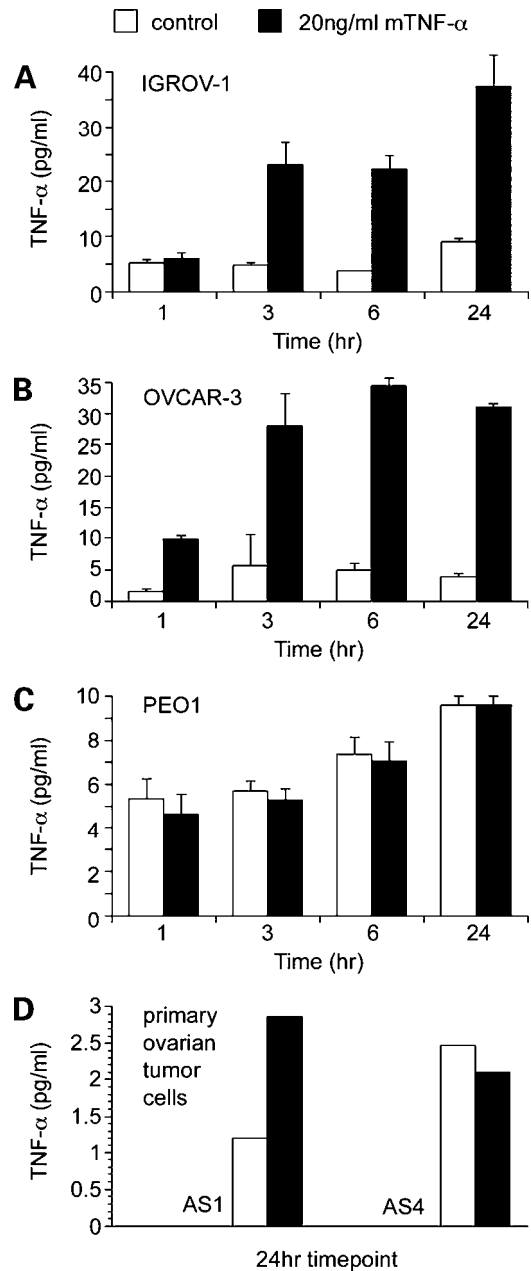 control 20ng/ml mTNF-α
A
IGROV-1
TNF-α (pg/ml)
40
30
20
10
5
0
1 3 6 24
Time (hr)
B
OVCAR-3
TNF-α (pg/ml)
35
30
25
20
15
10
5
0
1 3 6 24
Time (hr)
C
PEO1
TNF-α (pg/ml)
10
8
6
4
2
0
1 3 6 24
Time (hr)
D
primary
ovarian
tumor
cells
TNF-α (pg/ml)
3
2.5
2
1.5
1
0.5
0
AS1 AS4
24hr timepoint